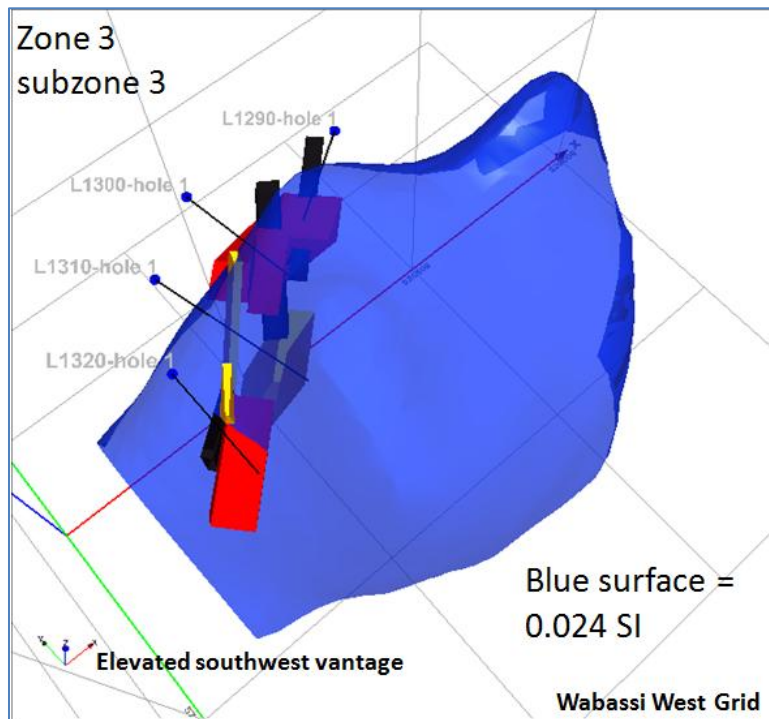 Zone 3
subzone 3
L1290-hole 1
L1300-hole 1
L1310-hole 1
L1320-hole 1
X
Blue surface =
0.024 SI
Y
Z
X
Elevated southwest vantage
Wabassi West Grid